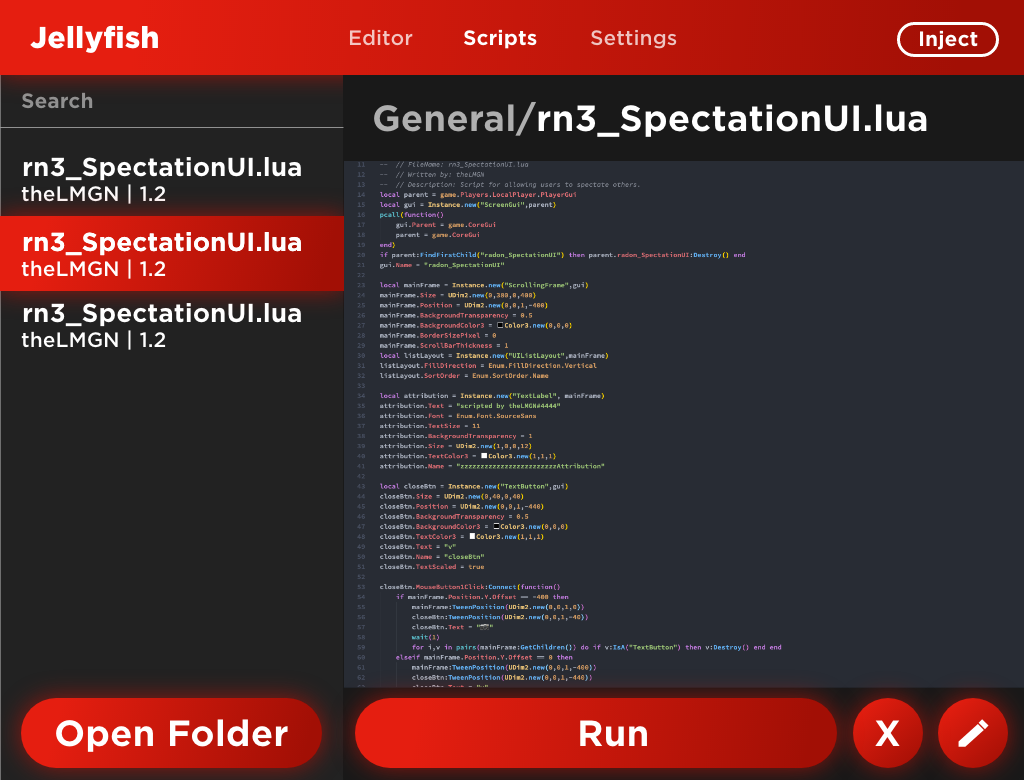 Jellyfish
Editor
Scripts
Settings
Inject
Search
General/rn3_SpectationUI.lua
rn3_SpectationUI.lua
theLMGN | 1.2
rn3_SpectationUI.lua
theLMGN | 1.2
rn3_SpectationUI.lua
theLMGN | 1.2
11 -- // FileName: rn3_SpectationUI.lua
12 -- // Written by: theLMGN
13 -- // Description: Script for allowing users to spectate others.
14 local parent = game.Players.LocalPlayer.PlayerGui
15 local gui = Instance.new("ScreenGui",parent)
16 pcall(function()
17 gui.Parent = game.CoreGui
18 parent = game.CoreGui
19 end)
20 if parent:FindFirstChild("radon_SpectationUI") then parent.radon_SpectationUI:Destroy() end
21 gui.Name = "radon_SpectationUI"
22
23 local mainFrame = Instance.new("ScrollingFrame",gui)
24 mainFrame.Size = UDim2.new(0,300,0,400)
25 mainFrame.Position = UDim2.new(0,0,1,-400)
26 mainFrame.BackgroundTransparency = 0.5
27 mainFrame.BackgroundColor3 = Color3.new(0,0,0)
28 mainFrame.BorderSizePixel = 0
29 mainFrame.ScrollBarThickness = 1
30 local listLayout = Instance.new("UIListLayout",mainFrame)
31 listLayout.FillDirection = Enum.FillDirection.Vertical
32 listLayout.SortOrder = Enum.SortOrder.Name
33
34 local attribution = Instance.new("TextLabel", mainFrame)
35 attribution.Text = "scripted by theLMGN#4444"
36 attribution.Font = Enum.Font.SourceSans
37 attribution.TextSize = 11
38 attribution.BackgroundTransparency = 1
39 attribution.Size = UDim2.new(1,0,0,12)
40 attribution.TextColor3 = Color3.new(1,1,1)
41 attribution.Name = "zzzzzzzzzzzzzzzzzzzzzzzzAttribution"
42
43 local closeBtn = Instance.new("TextButton",gui)
44 closeBtn.Size = UDim2.new(0,40,0,40)
45 closeBtn.Position = UDim2.new(0,0,1,-440)
46 closeBtn.BackgroundTransparency = 0.5
47 closeBtn.BackgroundColor3 = Color3.new(0,0,0)
48 closeBtn.TextColor3 = Color3.new(1,1,1)
49 closeBtn.Text = "v"
50 closeBtn.Name = "closeBtn"
51 closeBtn.TextScaled = true
52
53 closeBtn.MouseButton1Click:Connect(function()
54 if mainFrame.Position.Y.Offset == -400 then
55 mainFrame:TweenPosition(UDim2.new(0,0,1,0))
56 closeBtn:TweenPosition(UDim2.new(0,0,1,-40))
57 closeBtn.Text = "
58 wait(1)
59 for i,v in pairs(mainFrame:GetChildren()) do if v:IsA("TextButton") then v:Destroy() end end
60 elseif mainFrame.Position.Y.Offset == 0 then
61 mainFrame:TweenPosition(UDim2.new(0,0,1,-400))
62 closeBtn:TweenPosition(UDim2.new(0,0,1,-440))
Open Folder
Run
X